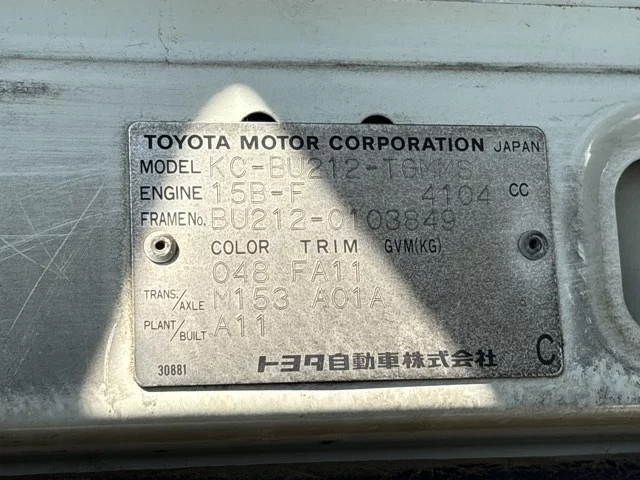 TOYOTA MOTOR CORPORATION JAPAN
MODEL KC-BU212-TGMKS
ENGINE 15B-F 4104 CC
FRAME No. BU212-0103849
COLOR TRIM GVM(KG)
048 FA11
TRANS./AXLE M153 A01A
PLANT/BUILT A11
30881 トヨタ自動車株式会社 C